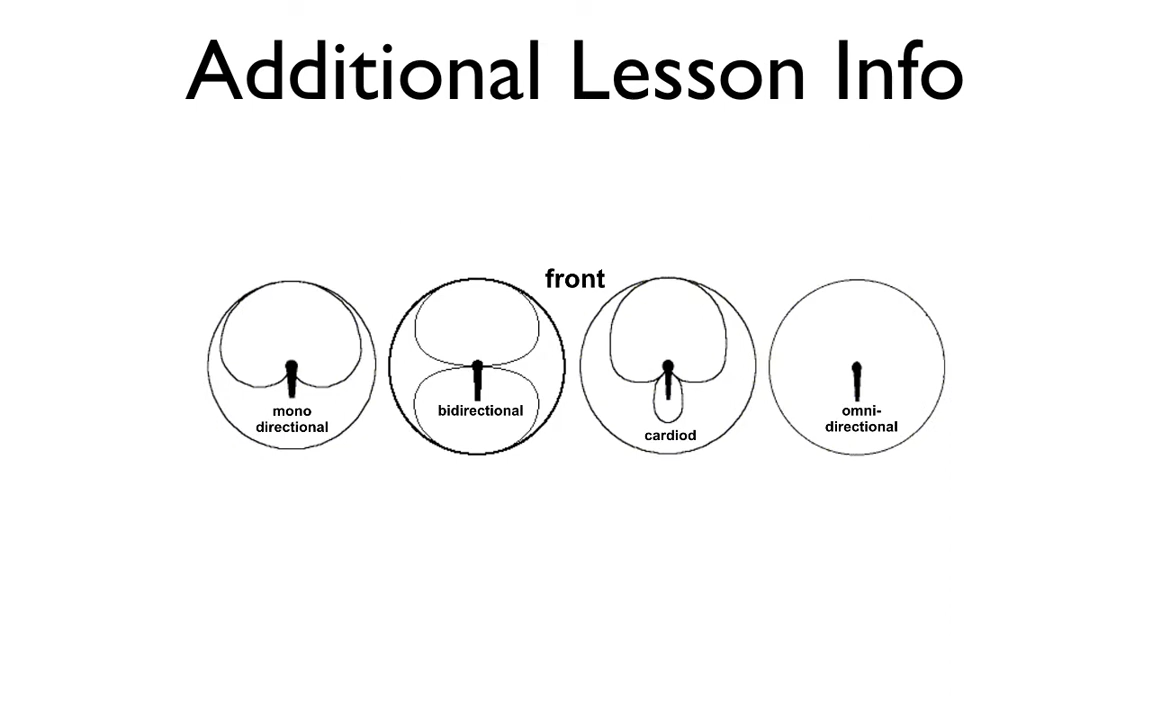 Additional Lesson Info
front
mono
directional
bidirectional
cardiod
omni-
directional